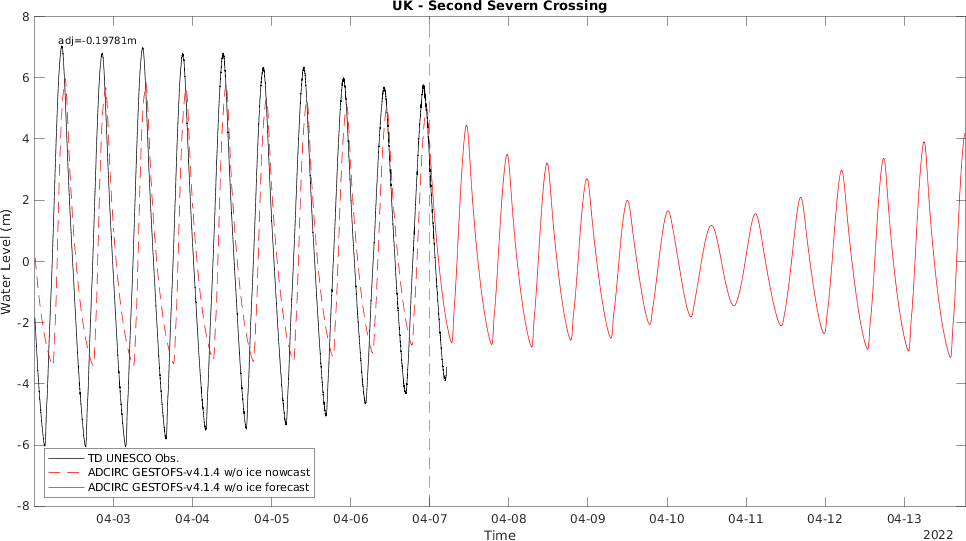 UK - Second Severn Crossing
adj=-0.19781m
8
6
4
2
0
-2
-4
-6
-8
Water Level (m)
TD UNESCO Obs.
ADCIRC GESTOFS-v4.1.4 w/o ice nowcast
ADCIRC GESTOFS-v4.1.4 w/o ice forecast
04-03 04-04 04-05 04-06 04-07 04-08 04-09 04-10 04-11 04-12 04-13
Time
2022